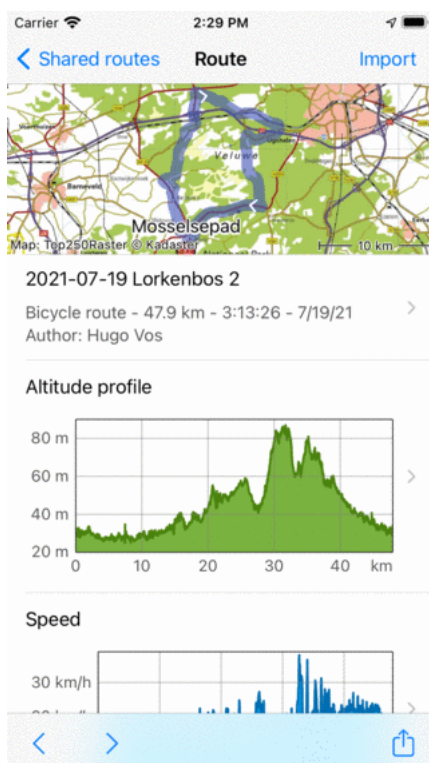 Carrier 2:29 PM
Shared routes Route Import
Veluwe
Barneveld
Mosselsepad
Map: Top250Raster © Kadaster 10 km
2021-07-19 Lorkenbos 2
Bicycle route - 47.9 km - 3:13:26 - 7/19/21
Author: Hugo Vos
Altitude profile
80 m
60 m
40 m
20 m
0 10 20 30 40 km
Speed
30 km/h